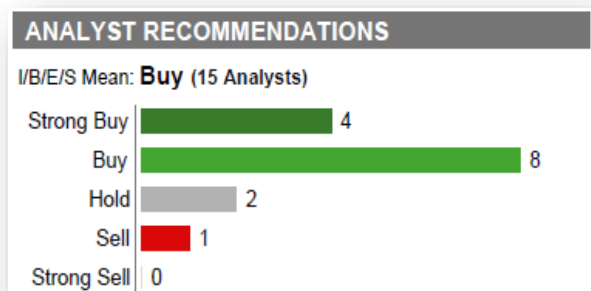 ANALYST RECOMMENDATIONS
I/B/E/S Mean: Buy (15 Analysts)
Strong Buy 4
Buy 8
Hold 2
Sell 1
Strong Sell 0